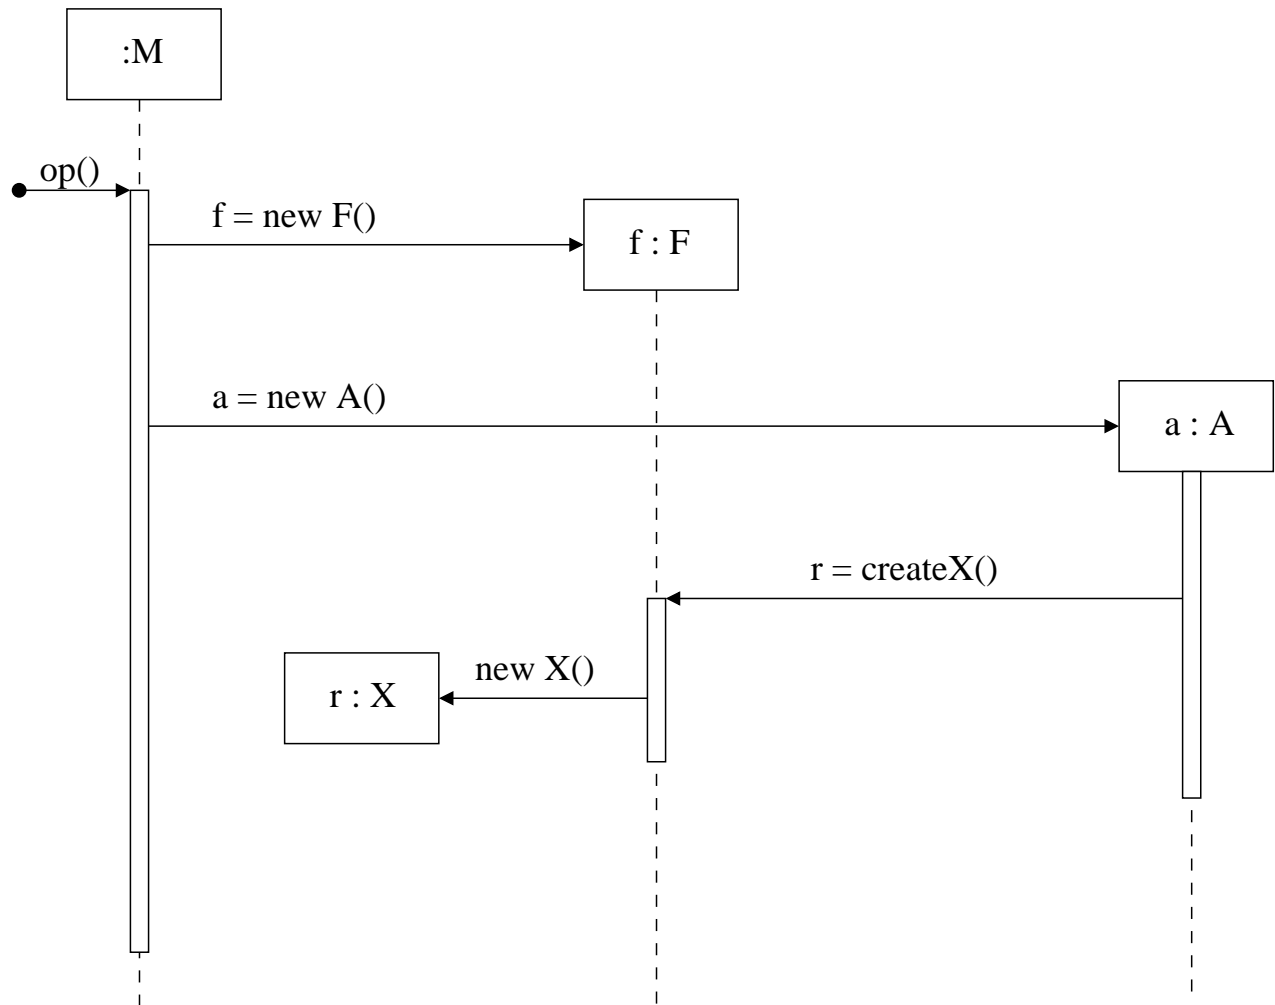 :M
op()
f = new F()
f : F
a = new A()
a : A
r = createX()
new X()
r : X